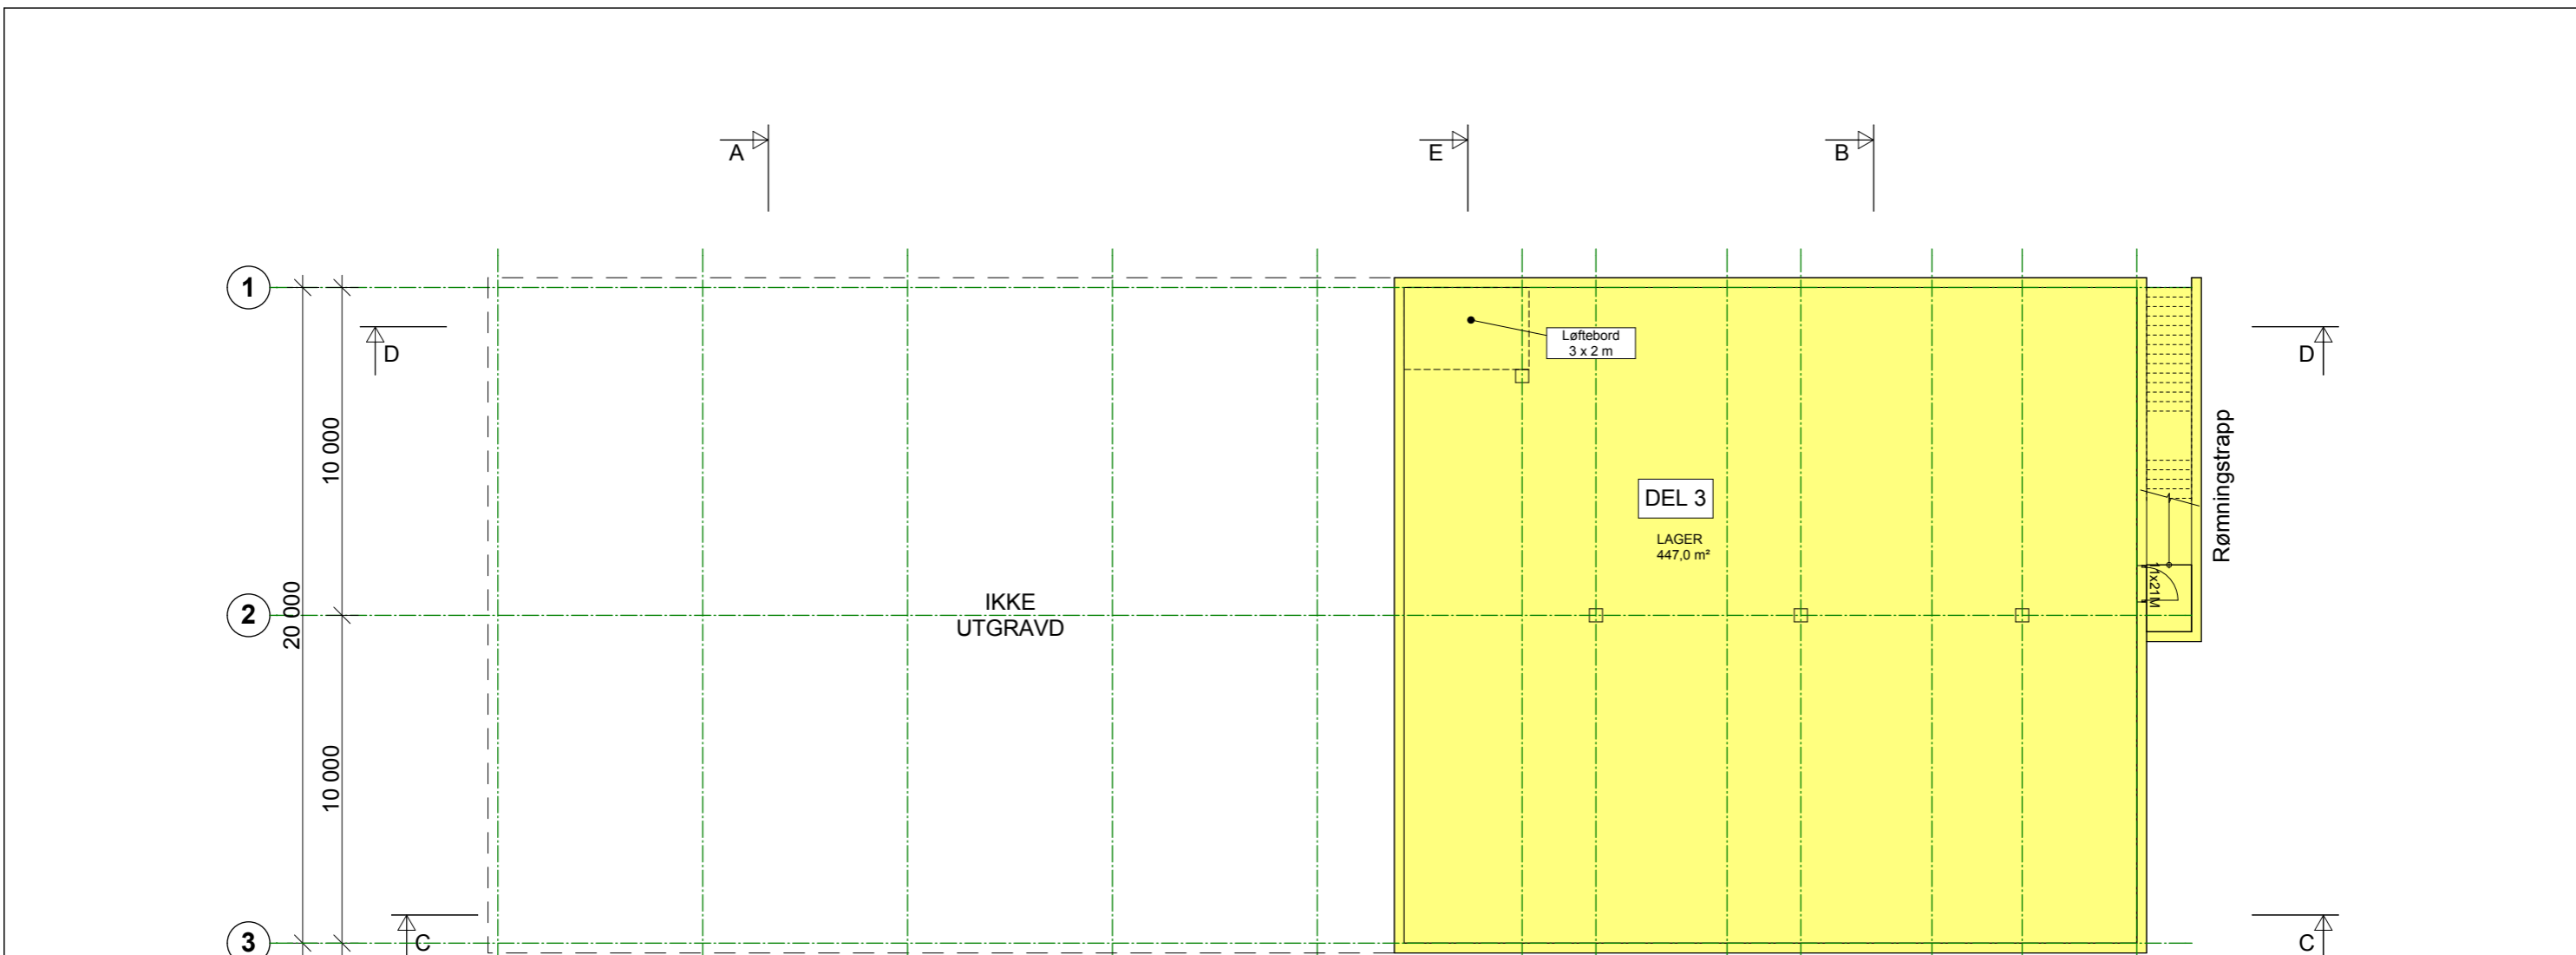 A
E
B
1
D
Løftebord
3 x 2 m
D
10 000
Rømningstrapp
DEL 3
LAGER
447,0 m²
11x21M
2
20 000
IKKE
UTGRAVD
10 000
3
C
C